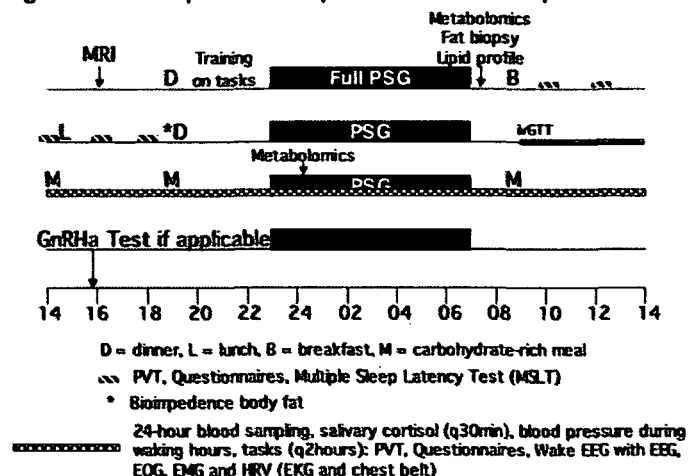 Metabolomics
MRI Training Fat biopsy
D on tasks Full PSG Lipid profile B
L *D PSG IVGTT
Metabolomics
M M PSG M
GnRHa Test if applicable
14 16 18 20 22 24 02 04 06 08 10 12 14
D = dinner, L = lunch, B = breakfast, M = carbohydrate-rich meal
PVT, Questionnaires, Multiple Sleep Latency Test (MSLT)
* Bioimpedence body fat
24-hour blood sampling, salivary cortisol (q30min), blood pressure during
waking hours, tasks (q2hours): PVT, Questionnaires, Wake EEG with EEG,
EOG, EMG and HRV (EKG and chest belt)